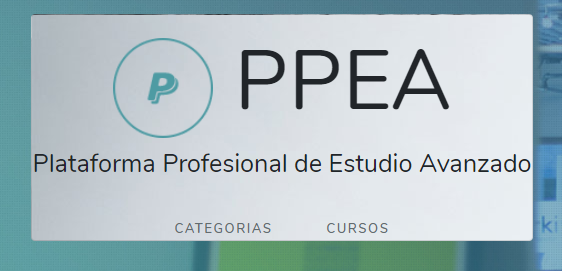 P PPEA
Plataforma Profesional de Estudio Avanzado
CATEGORIAS CURSOS